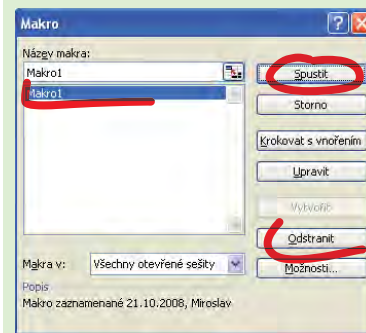 Makro
Název makra:
Makro1
Makro1
Spustit
Storno
Krokovat s vnořením
Upravit
Vytvořit
Odstranit
Možnosti...
Makra v: Všechny otevřené sešity
Popis
Makro zaznamenané 21.10.2008, Miroslav